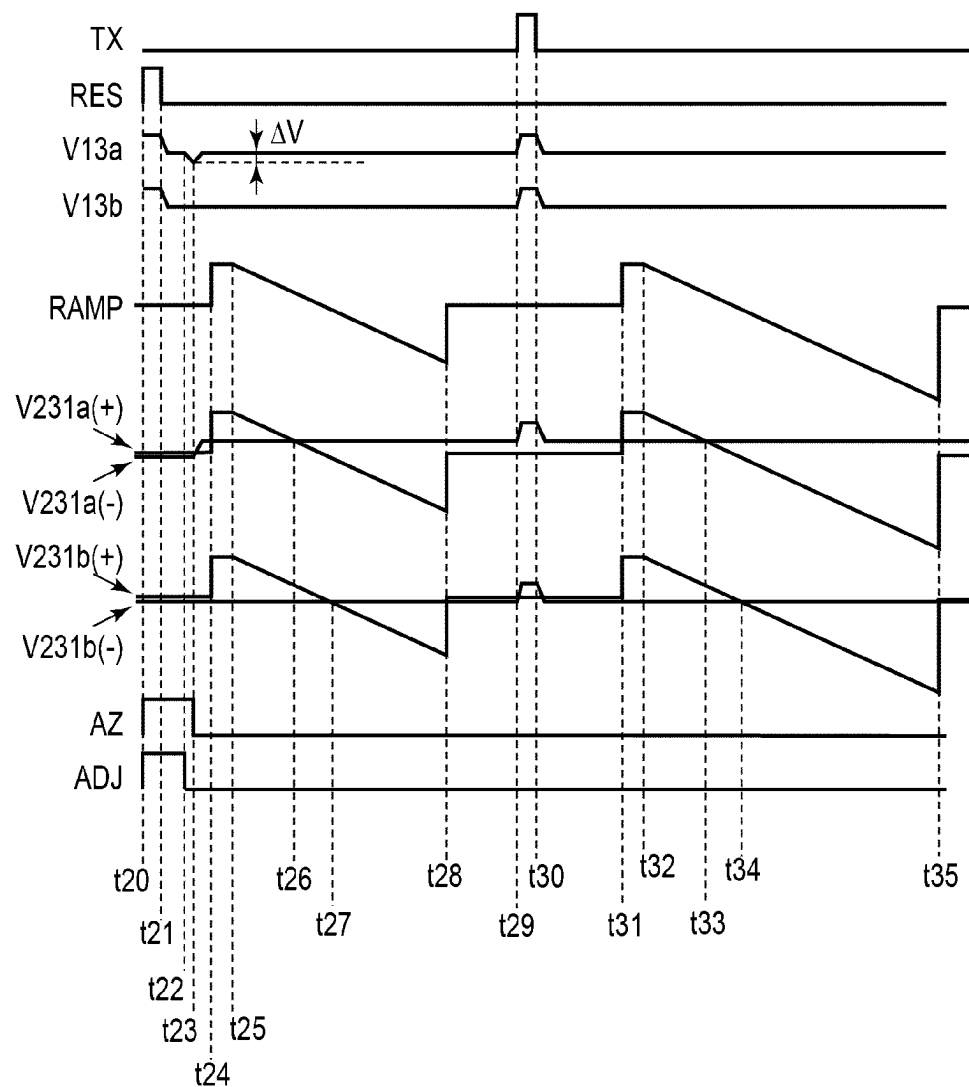 TX
RES
ΔV
V13a
V13b
RAMP
V231a(+)
V231a(-)
V231b(+)
V231b(-)
AZ
ADJ
t20 t26 t28 t30 t32 t34 t35
t21 t27 t29 t31 t33
t22
t23 t25
t24